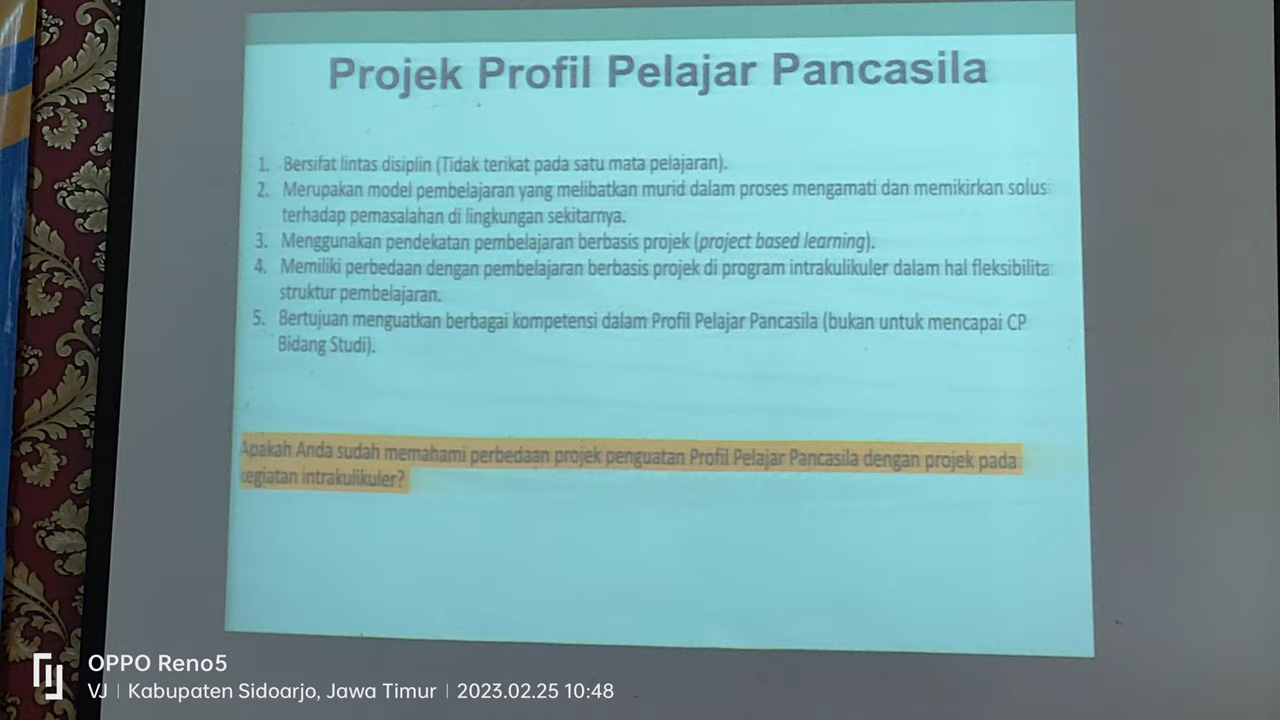 Projek Profil Pelajar Pancasila
1. Bersifat lintas disiplin (Tidak terikat pada satu mata pelajaran).
2. Merupakan model pembelajaran yang melibatkan murid dalam proses mengamati dan memikirkan solus
terhadap pemasalahan di lingkungan sekitarnya.
3. Menggunakan pendekatan pembelajaran berbasis projek (project based learning).
4. Memiliki perbedaan dengan pembelajaran berbasis projek di program intrakulikuler dalam hal fleksibilita
struktur pembelajaran.
5. Bertujuan menguatkan berbagai kompetensi dalam Profil Pelajar Pancasila (bukan untuk mencapai CP
Bidang Studi).
Apakah Anda sudah memahami perbedaan projek penguatan Profil Pelajar Pancasila dengan projek pada
kegiatan intrakulikuler?
OPPO Reno5
VJ | Kabupaten Sidoarjo, Jawa Timur | 2023.02.25 10:48